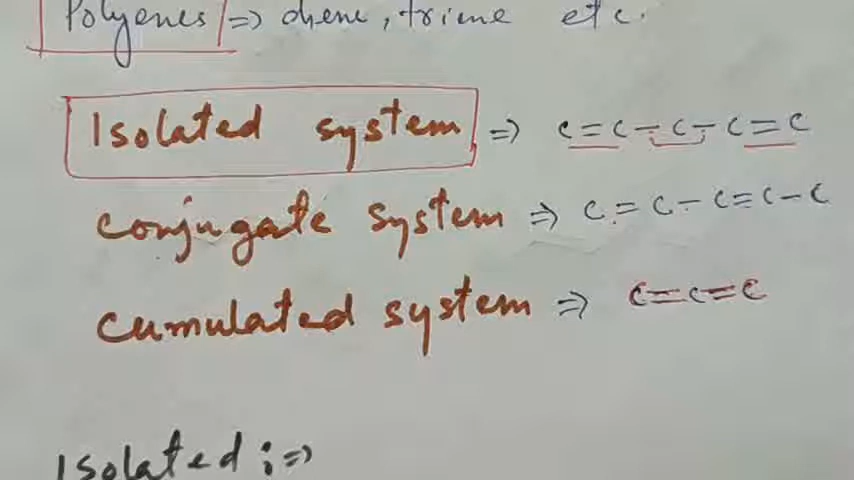 Polyenes => diene, triene etc.
Isolated system => C=C-C-C=C
conjugate system => C=C-C=C-C
cumulated system => C=C=C
Isolated :=>